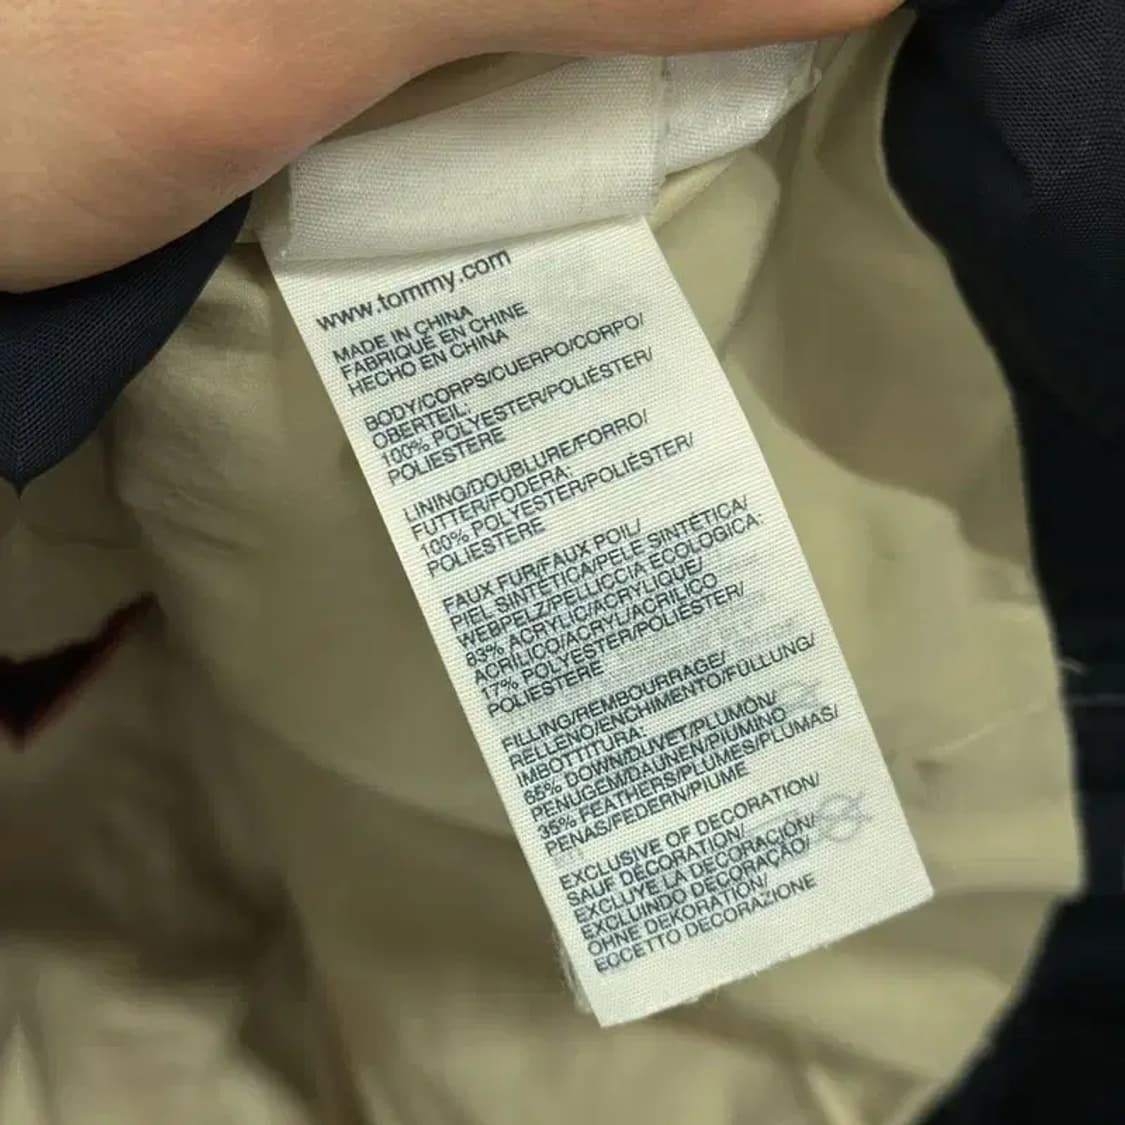 www.tommy.com
MADE IN CHINA
FABRIQUÉ EN CHINE
HECHO EN CHINA
BODY/CORPS/CUERPO/CORPO/
OBERTEIL:
100% POLYESTER/POLIÉSTER/
POLIESTERE
LINING/DOUBLURE/FORRO/
FUTTER/FODERA:
100% POLYESTER/POLIÉSTER/
POLIESTERE
FAUX FUR/FAUX POIL/
PIEL SINTÉTICA/PELE SINTÉTICA/
WEBPELZ/PELLICCIA ECOLOGICA:
83% ACRYLIC/ACRYLIQUE/
ACRÍLICO/ACRYL/ACRILICO
17% POLYESTER/POLIÉSTER/
POLIESTERE
FILLING/REMBOURRAGE/
RELLENO/ENCHIMENTO/FÜLLUNG/
IMBOTTITURA:
65% DOWN/DUVET/PLUMÓN/
PENUGEM/DAUNEN/PIUMINO
35% FEATHERS/PLUMES/PLUMAS/
PENAS/FEDERN/PIUME
EXCLUSIVE OF DECORATION/
SAUF DÉCORATION/
EXCLUYE LA DECORACIÓN/
EXCLUINDO DECORAÇÃO/
OHNE DEKORATION/
ECCETTO DECORAZIONE